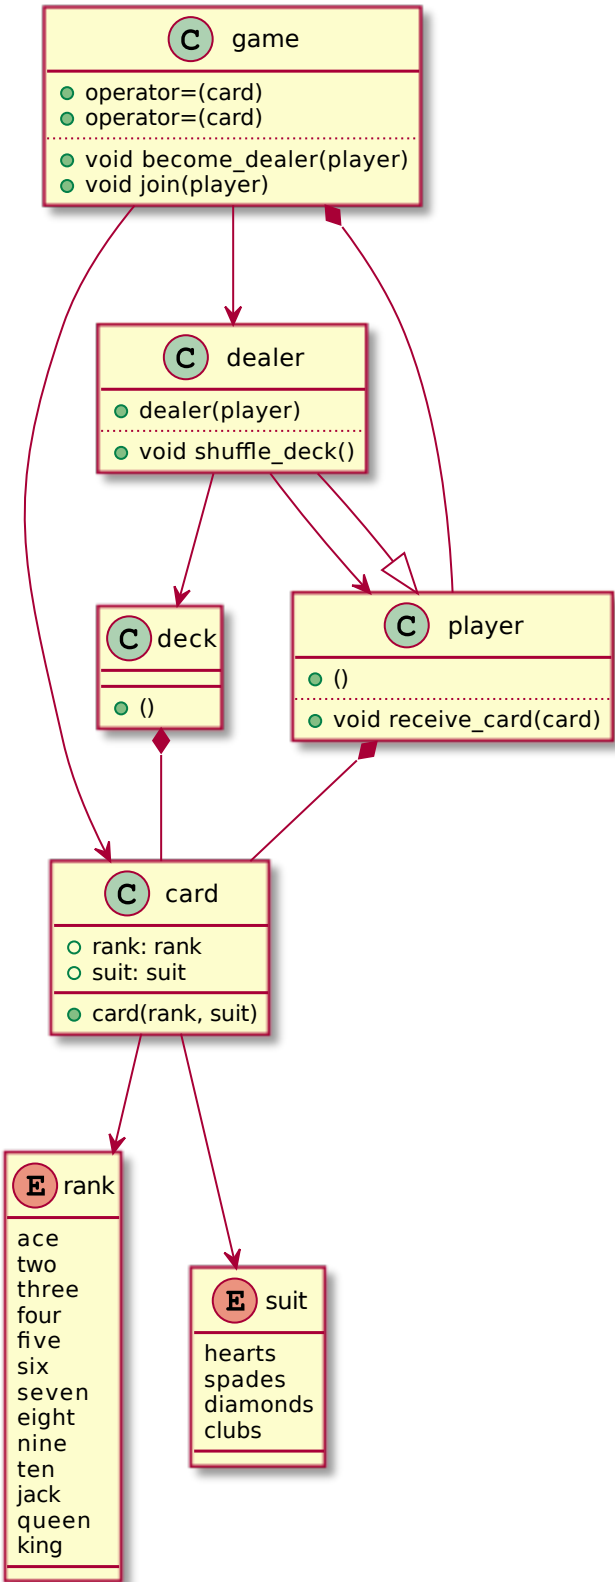 C game
operator=(card)
operator=(card)
void become_dealer(player)
void join(player)
C dealer
dealer(player)
void shuffle_deck()
C deck
()
C player
()
void receive_card(card)
C card
rank: rank
suit: suit
card(rank, suit)
E rank
ace
two
three
four
five
six
seven
eight
nine
ten
jack
queen
king
E suit
hearts
spades
diamonds
clubs